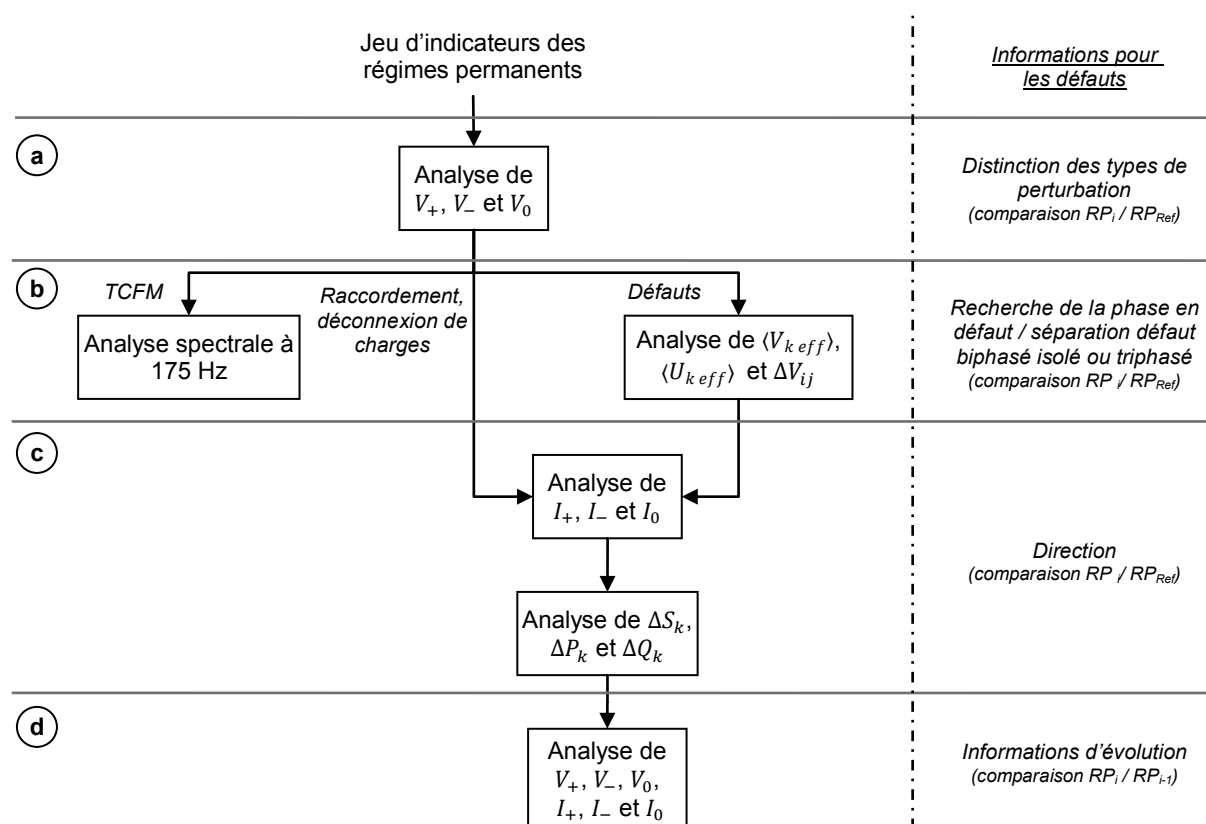 Jeu d'indicateurs des
régimes permanents
Informations pour
les défauts
a
Analyse de
V₊, V₋ et V₀
Distinction des types de
perturbation
(comparaison RPᵢ / RP_Ref)
b
TCFM
Raccordement,
déconnexion de
charges
Défauts
Analyse spectrale à
175 Hz
Analyse de ⟨V_{k eff}⟩,
⟨U_{k eff}⟩ et ΔV_{ij}
Recherche de la phase en
défaut / séparation défaut
biphasé isolé ou triphasé
(comparaison RP ᵢ/ RP_Ref)
c
Analyse de
I₊, I₋ et I₀
Direction
(comparaison RP ᵢ/ RP_Ref)
Analyse de ΔS_k,
ΔP_k et ΔQ_k
d
Analyse de
V₊, V₋, V₀,
I₊, I₋ et I₀
Informations d'évolution
(comparaison RPᵢ / RPᵢ₋₁)